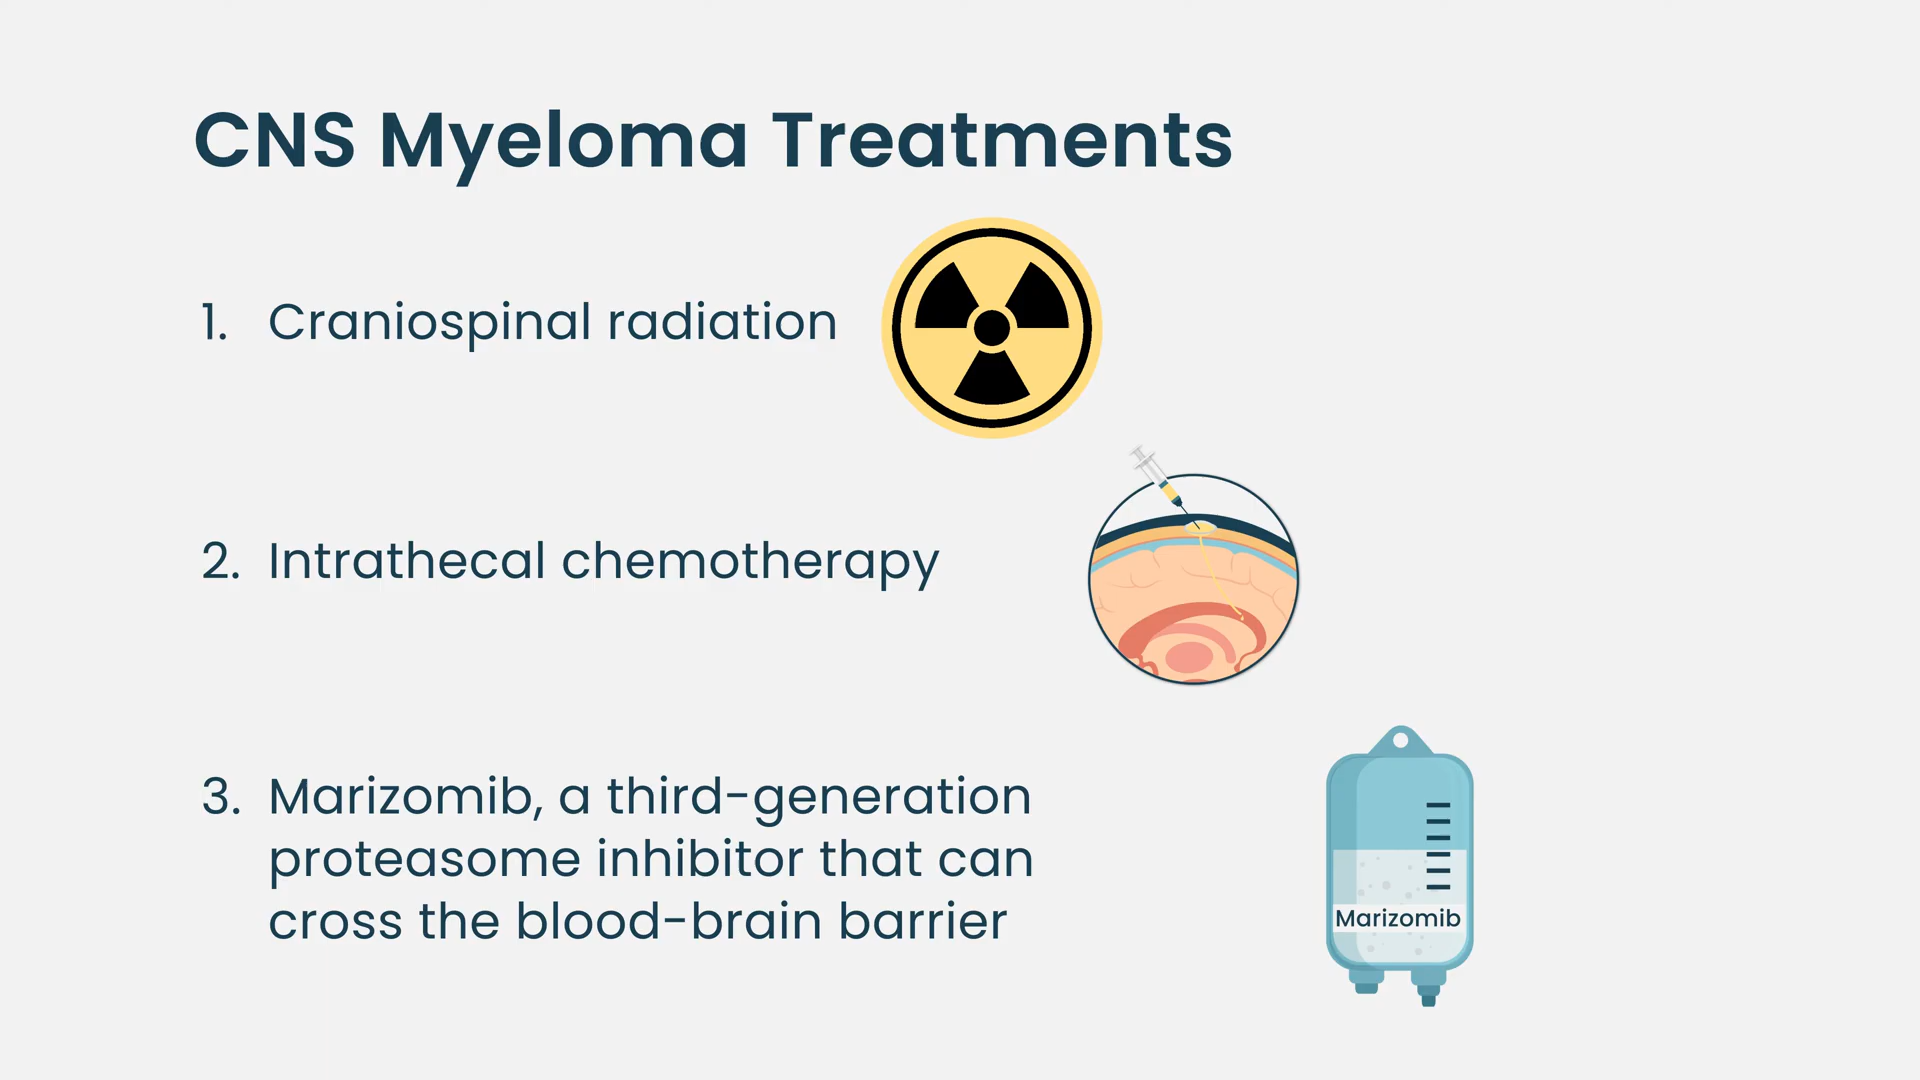 CNS Myeloma Treatments
1. Craniospinal radiation
2. Intrathecal chemotherapy
3. Marizomib, a third-generation
proteasome inhibitor that can
cross the blood-brain barrier
Marizomib